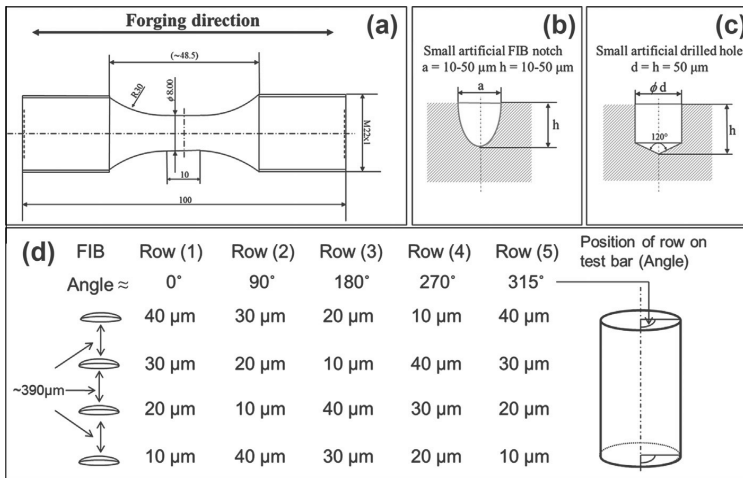 (a)
Forging direction
(~48.5)
R30
ϕ8.00
M22x1
10
100
(b)
Small artificial FIB notch
a = 10-50 μm h = 10-50 μm
a
h
(c)
Small artificial drilled hole
d = h = 50 μm
ϕ d
120°
h
(d) FIB Row (1) Row (2) Row (3) Row (4) Row (5)
Angle ≈ 0° 90° 180° 270° 315°
40 μm 30 μm 20 μm 10 μm 40 μm
30 μm 20 μm 10 μm 40 μm 30 μm
~390μm
20 μm 10 μm 40 μm 30 μm 20 μm
10 μm 40 μm 30 μm 20 μm 10 μm
Position of row on
test bar (Angle)